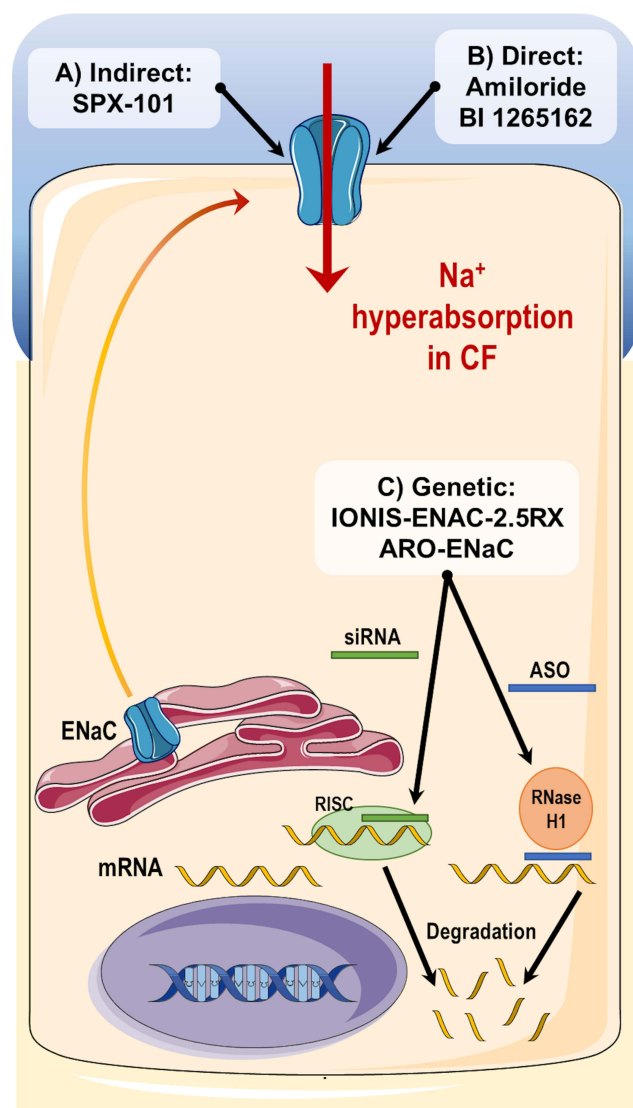 A) Indirect:
SPX-101
B) Direct:
Amiloride
BI 1265162
Na⁺
hyperabsorption
in CF
C) Genetic:
IONIS-ENAC-2.5RX
ARO-ENaC
siRNA
ASO
ENaC
RISC
RNase
H1
mRNA
Degradation